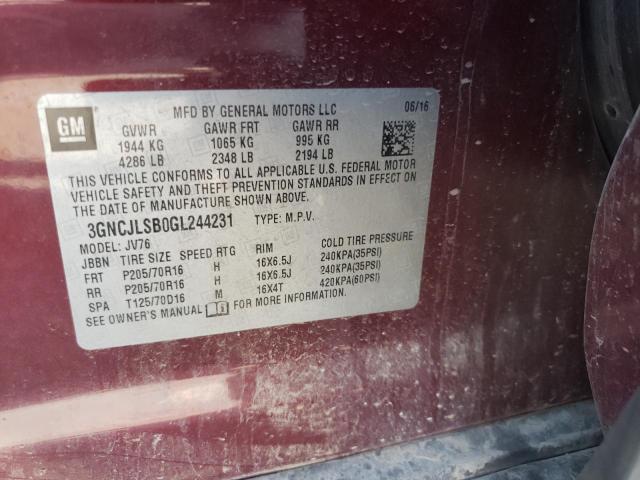 GM
MFD BY GENERAL MOTORS LLC 06/16
GVWR GAWR FRT GAWR RR
1944 KG 1065 KG 995 KG
4286 LB 2348 LB 2194 LB
THIS VEHICLE CONFORMS TO ALL APPLICABLE U.S. FEDERAL MOTOR
VEHICLE SAFETY AND THEFT PREVENTION STANDARDS IN EFFECT ON
THE DATE OF MANUFACTURE SHOWN ABOVE.
3GNCJLSB0GL244231 TYPE: M.P.V.
MODEL: JV76
JBBN TIRE SIZE SPEED RTG RIM COLD TIRE PRESSURE
FRT P205/70R16 H 16X6.5J 240KPA(35PSI)
RR P205/70R16 H 16X6.5J 240KPA(35PSI)
SPA T125/70D16 M 16X4T 420KPA(60PSI)
SEE OWNER'S MANUAL FOR MORE INFORMATION.